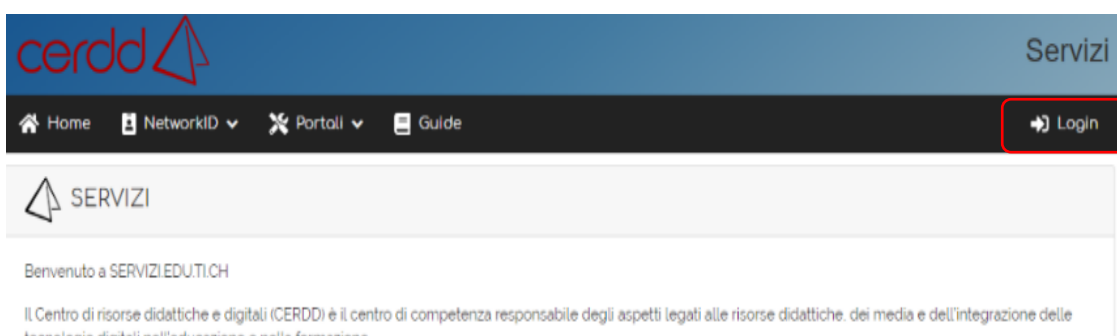 cerdd
Servizi
Home NetworkID Portali Guide Login
SERVIZI
Benvenuto a SERVIZI.EDU.TI.CH
Il Centro di risorse didattiche e digitali (CERDD) è il centro di competenza responsabile degli aspetti legati alle risorse didattiche, dei media e dell'integrazione delle